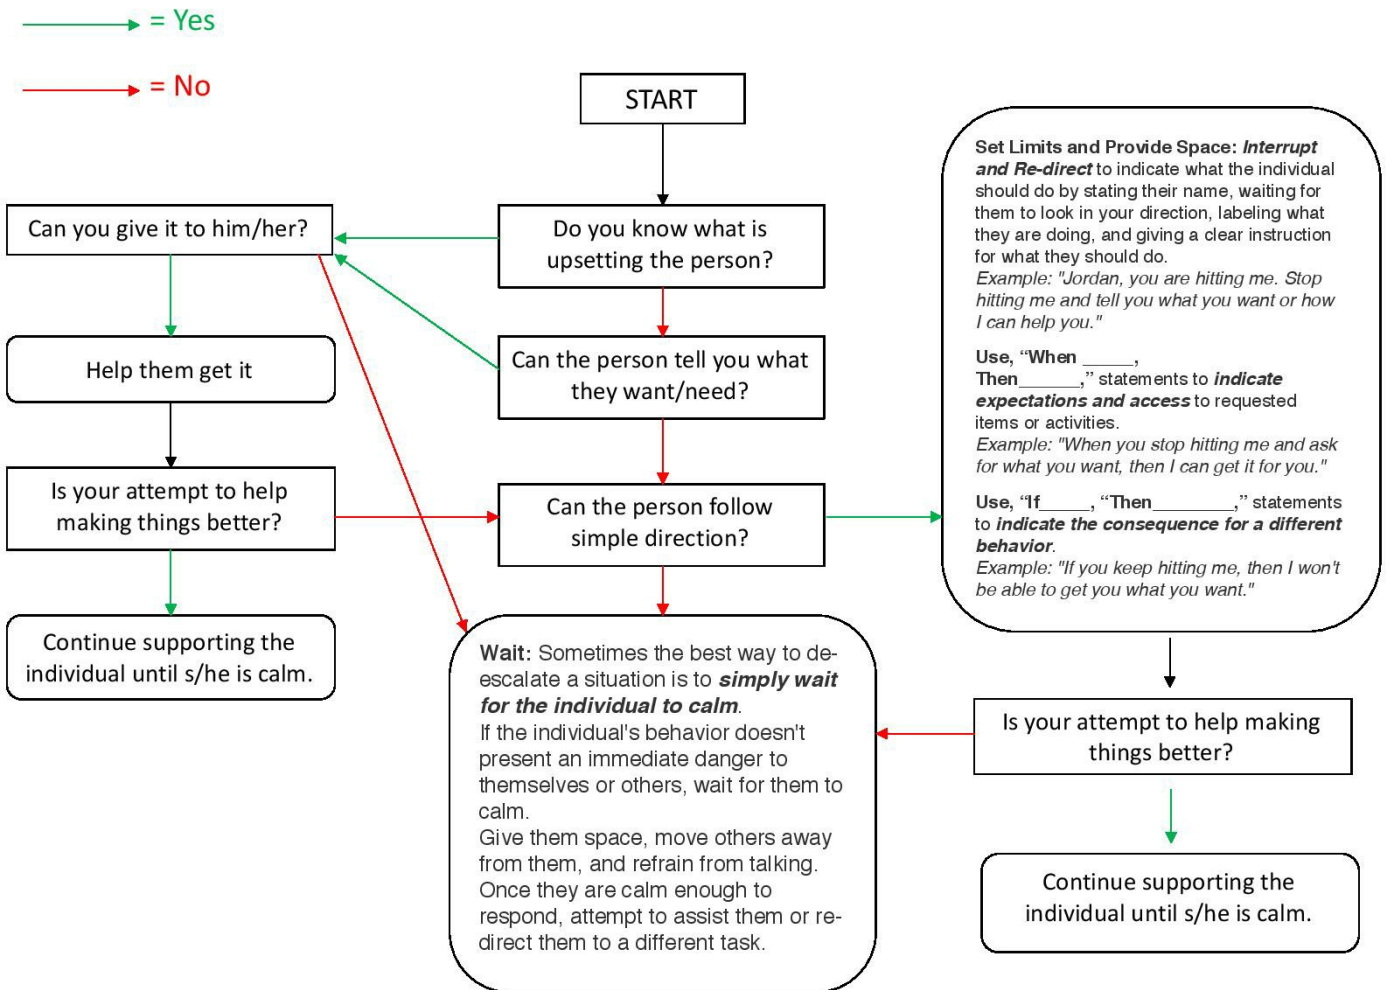 = Yes
= No
START
Do you know what is
upsetting the person?
Can you give it to him/her?
Can the person tell you what
they want/need?
Help them get it
Is your attempt to help
making things better?
Can the person follow
simple direction?
Continue supporting the
individual until s/he is calm.
Wait: Sometimes the best way to de-
escalate a situation is to simply wait
for the individual to calm.
If the individual's behavior doesn't
present an immediate danger to
themselves or others, wait for them to
calm.
Give them space, move others away
from them, and refrain from talking.
Once they are calm enough to
respond, attempt to assist them or re-
direct them to a different task.
Set Limits and Provide Space: Interrupt
and Re-direct to indicate what the individual
should do by stating their name, waiting for
them to look in your direction, labeling what
they are doing, and giving a clear instruction
for what they should do.
Example: "Jordan, you are hitting me. Stop
hitting me and tell you what you want or how
I can help you."
Use, “When _____,
Then______,” statements to indicate
expectations and access to requested
items or activities.
Example: "When you stop hitting me and ask
for what you want, then I can get it for you."
Use, “If_____, “Then________,” statements
to indicate the consequence for a different
behavior.
Example: "If you keep hitting me, then I won't
be able to get you what you want."
Is your attempt to help making
things better?
Continue supporting the
individual until s/he is calm.